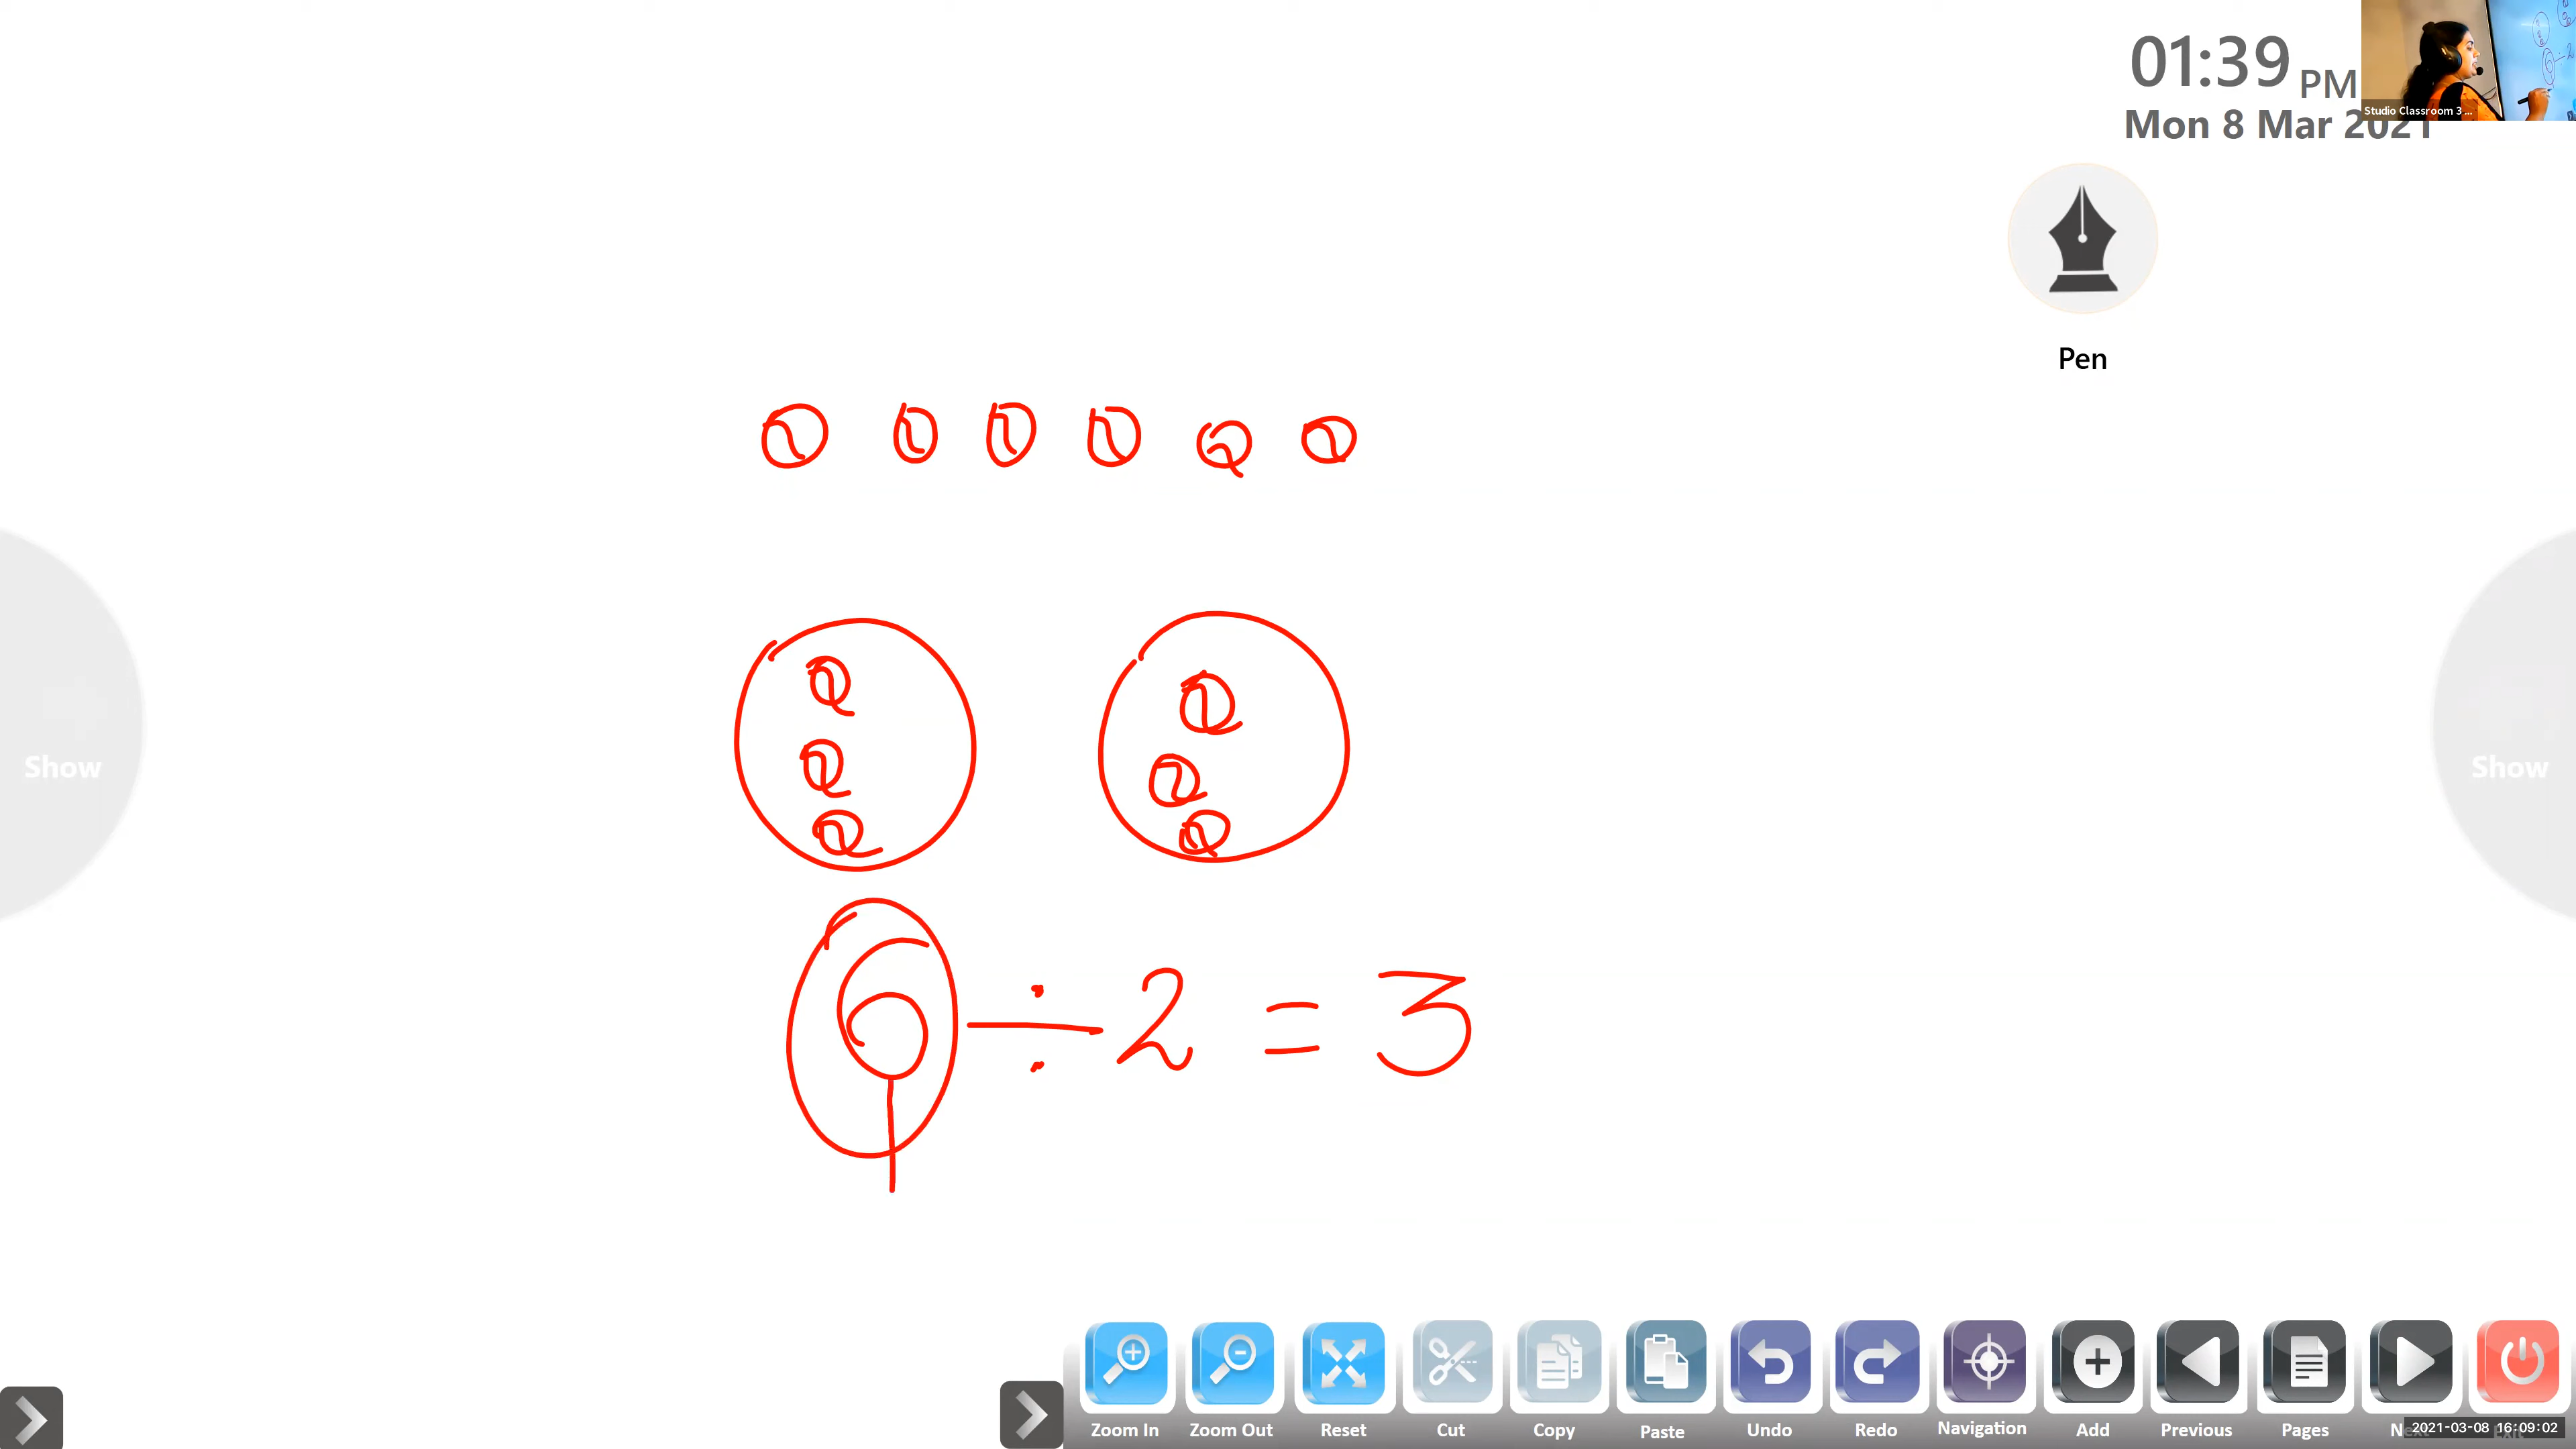 01:39 PM
Studio Classroom 3 ...
Mon 8 Mar 2021
Pen
Show
Show
6 ÷ 2 = 3
Zoom In Zoom Out Reset Cut Copy Paste Undo Redo Navigation Add Previous Pages
2021-03-08 16:09:02